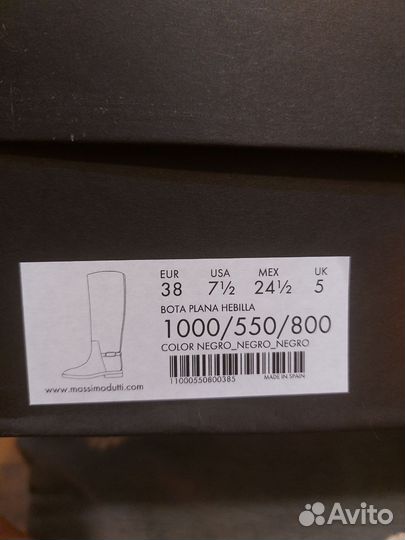 EUR USA MEX UK
38 7½ 24½ 5
BOTA PLANA HEBILLA
1000/550/800
COLOR NEGRO_NEGRO_NEGRO
11000550800385 MADE IN SPAIN
www.massimodutti.com
Avito